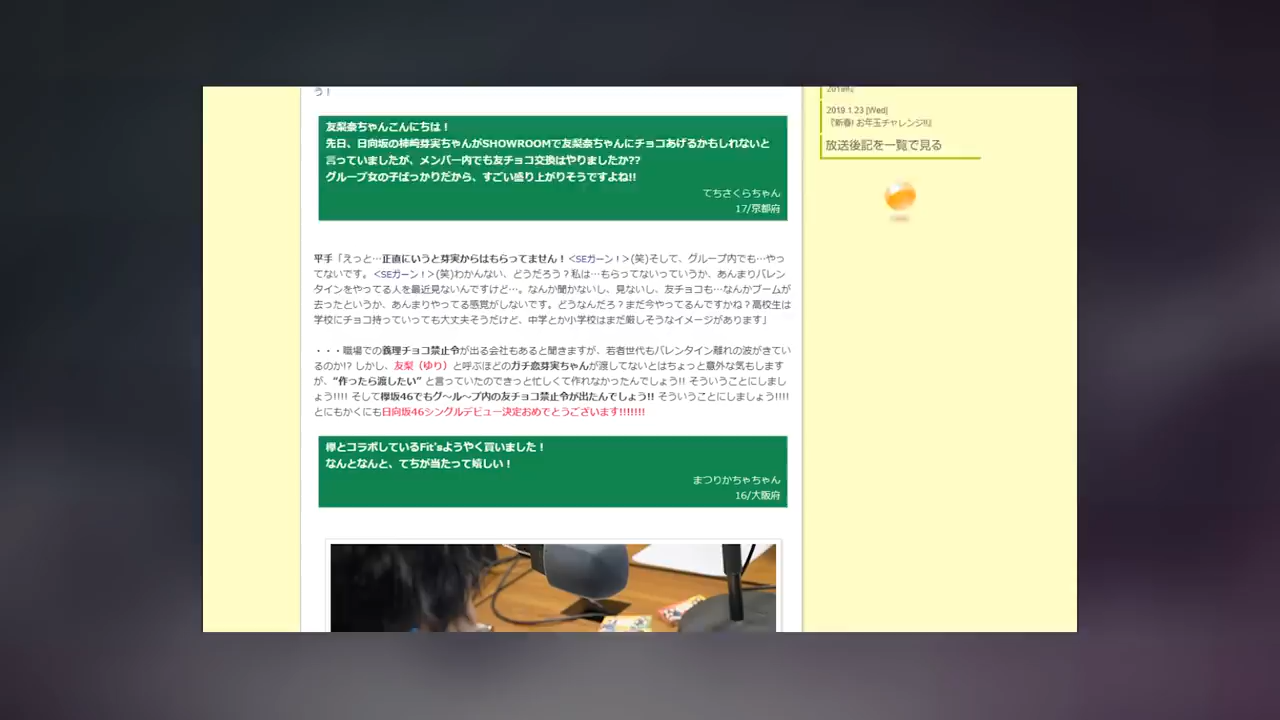 う！
友梨奈ちゃんこんにちは！
先日、日向坂の柿崎芽実ちゃんがSHOWROOMで友梨奈ちゃんにチョコあげるかもしれないと
言っていましたが、メンバー内でも友チョコ交換はやりましたか??
グループ女の子ばっかりだから、すごい盛り上がりそうですよね!!
てちさくらちゃん
17/京都府
平手「えっと…正直にいうと芽実からはもらってません！<SEガーン！>(笑)そして、グループ内でも…やっ
てないです。<SEガーン！>(笑)わかんない、どうだろう？私は…もらってないっていうか、あんまりバレン
タインをやってる人を最近見ないんですけど…。なんか聞かないし、見ないし、友チョコも…なんかブームが
去ったというか、あんまりやってる感覚がしないです。どうなんだろ？まだ今やってるんですかね？高校生は
学校にチョコ持っていっても大丈夫そうだけど、中学とか小学校はまだ厳しそうなイメージがあります」
・・・職場での義理チョコ禁止令が出る会社もあると聞きますが、若者世代もバレンタイン離れの波がきてい
るのか!? しかし、友梨（ゆり）と呼ぶほどのガチ恋芽実ちゃんが渡してないとはちょっと意外な気もします
が、“作ったら渡したい” と言っていたのできっと忙しくて作れなかったんでしょう!! そういうことにしまし
ょう!!!! そして欅坂46でもグ～ル～プ内の友チョコ禁止令が出たんでしょう!! そういうことにしましょう!!!!
とにもかくにも日向坂46シングルデビュー決定おめでとうございます!!!!!!!
欅とコラボしているFit'sようやく買いました！
なんとなんと、てちが当たって嬉しい！
まつりかちゃちゃん
16/大阪府
2019.1.23 [Wed]
『新春! お年玉チャレンジ!!』
放送後記を一覧で見る